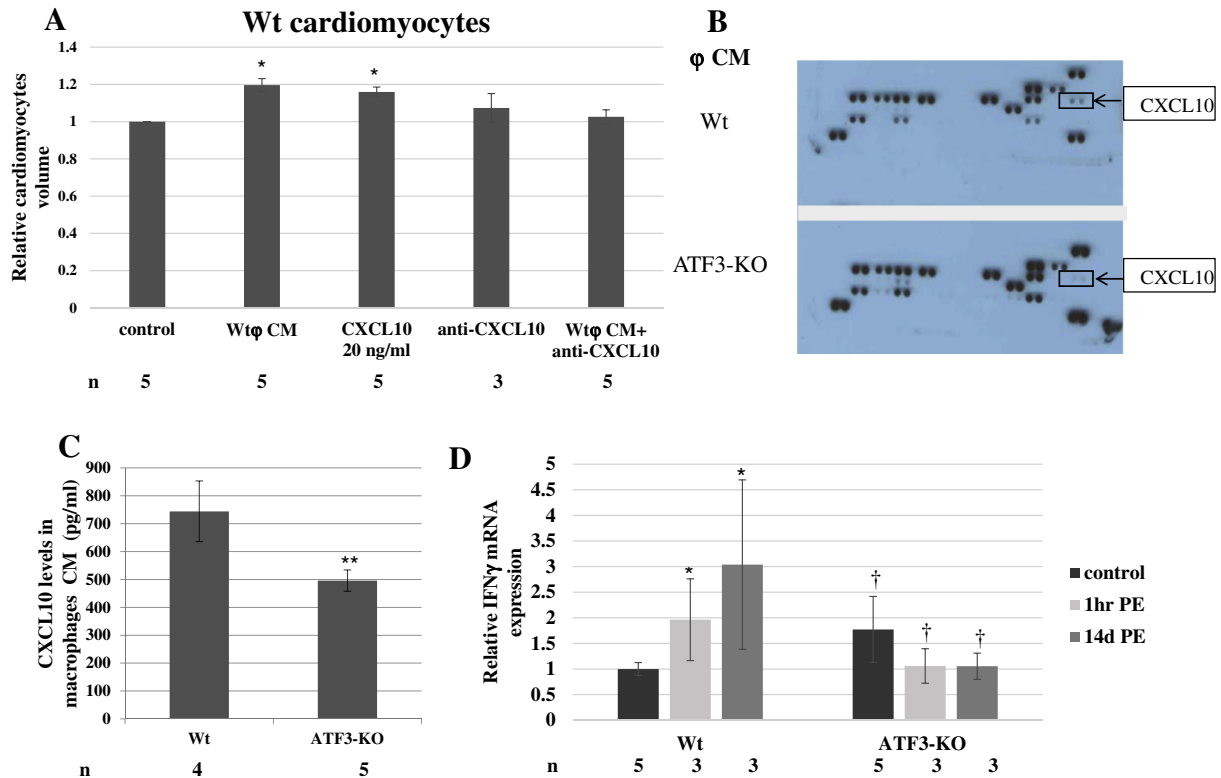 A
Wt cardiomyocytes
Relative cardiomyocytes
volume
1.4
1.2
1
0.8
0.6
0.4
0.2
0
*
*
control
Wtφ CM
CXCL10
20 ng/ml
anti-CXCL10
Wtφ CM+
anti-CXCL10
n 5 5 5 3 5
B
φ CM
Wt
CXCL10
ATF3-KO
CXCL10
C
CXCL10 levels in
macrophages CM (pg/ml)
900
800
700
600
500
400
300
200
100
0
**
Wt
ATF3-KO
n 4 5
D
Relative IFNγ mRNA
expression
5
4.5
4
3.5
3
2.5
2
1.5
1
0.5
0
*
*
†
†
†
Wt
ATF3-KO
n 5 3 3 5 3 3
control
1hr PE
14d PE